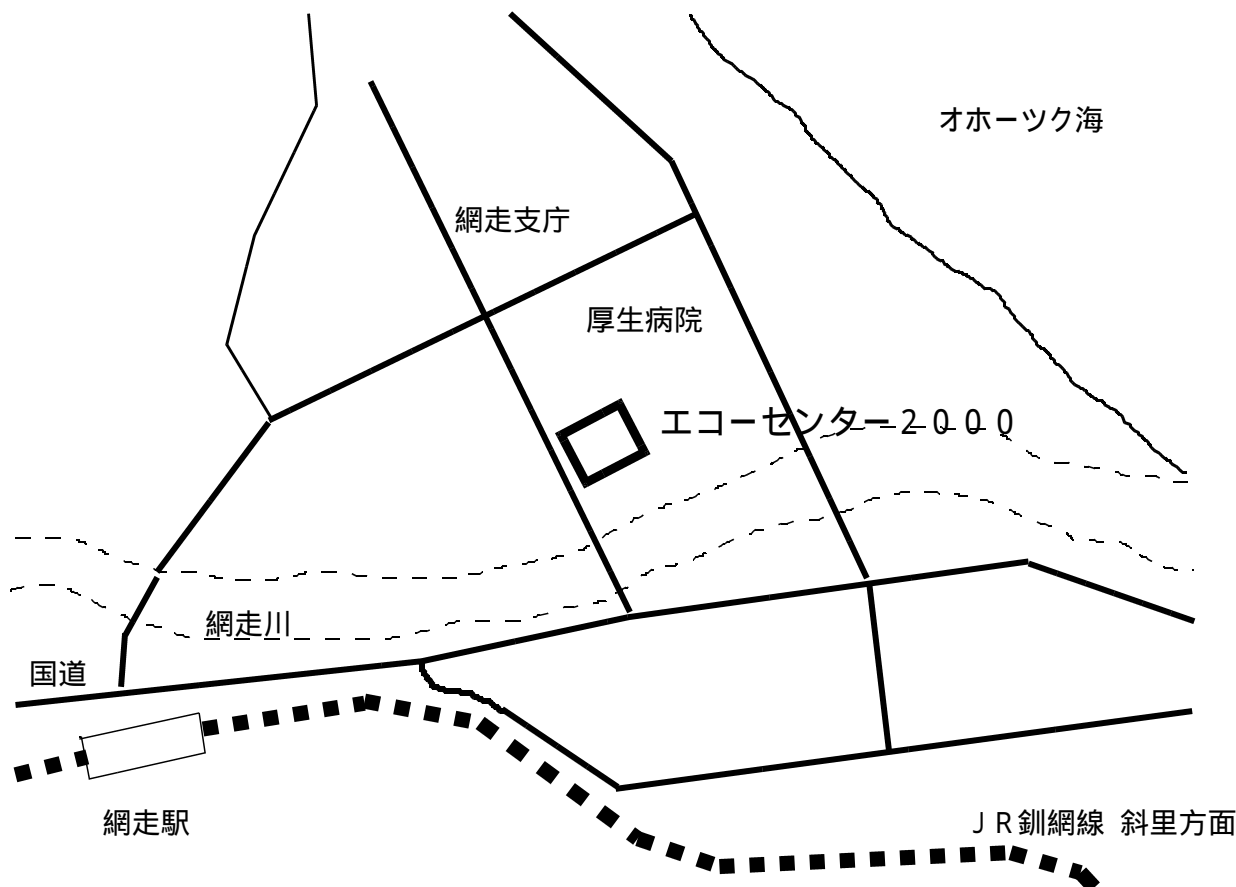 オホーツク海
網走支庁
厚生病院
エコーセンター２０００
網走川
国道
網走駅
ＪＲ釧網線 斜里方面